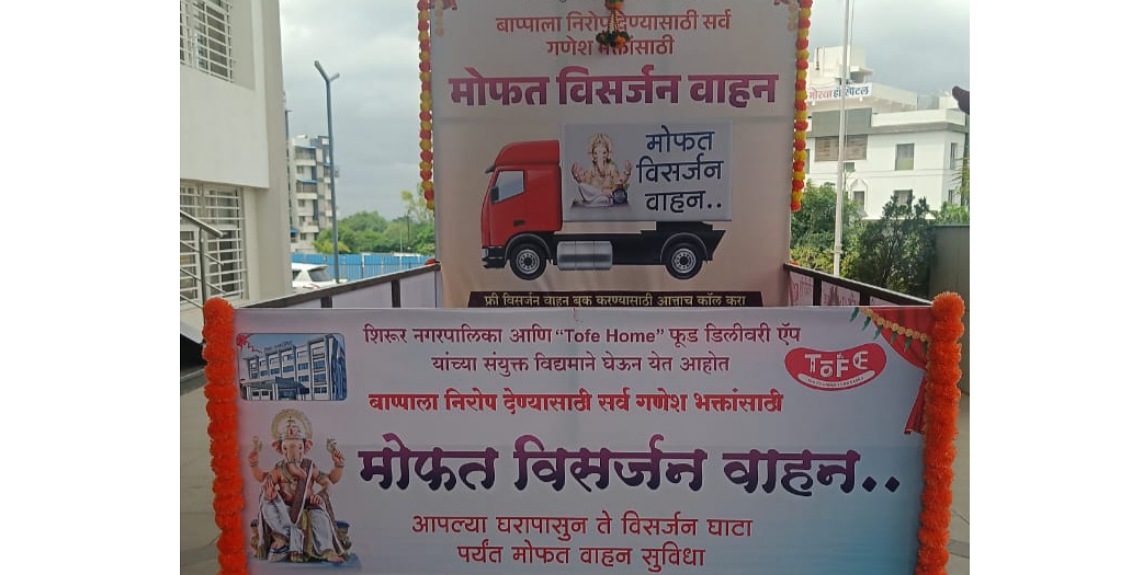 बाप्पाला निरोप देण्यासाठी सर्व
गणेश भक्तांसाठी
मोफत विसर्जन वाहन
मोफत
विसर्जन
वाहन..
फ्री विसर्जन वाहन बुक करण्यासाठी आत्ताच कॉल करा
हॉस्पिटल
शिरूर नगरपालिका आणि "Tofe Home" फूड डिलीवरी ऍप
यांच्या संयुक्त विद्यमाने घेऊन येत आहोत
TOFE
बाप्पाला निरोप देण्यासाठी सर्व गणेश भक्तांसाठी
मोफत विसर्जन वाहन..
आपल्या घरापासुन ते विसर्जन घाटा
पर्यंत मोफत वाहन सुविधा